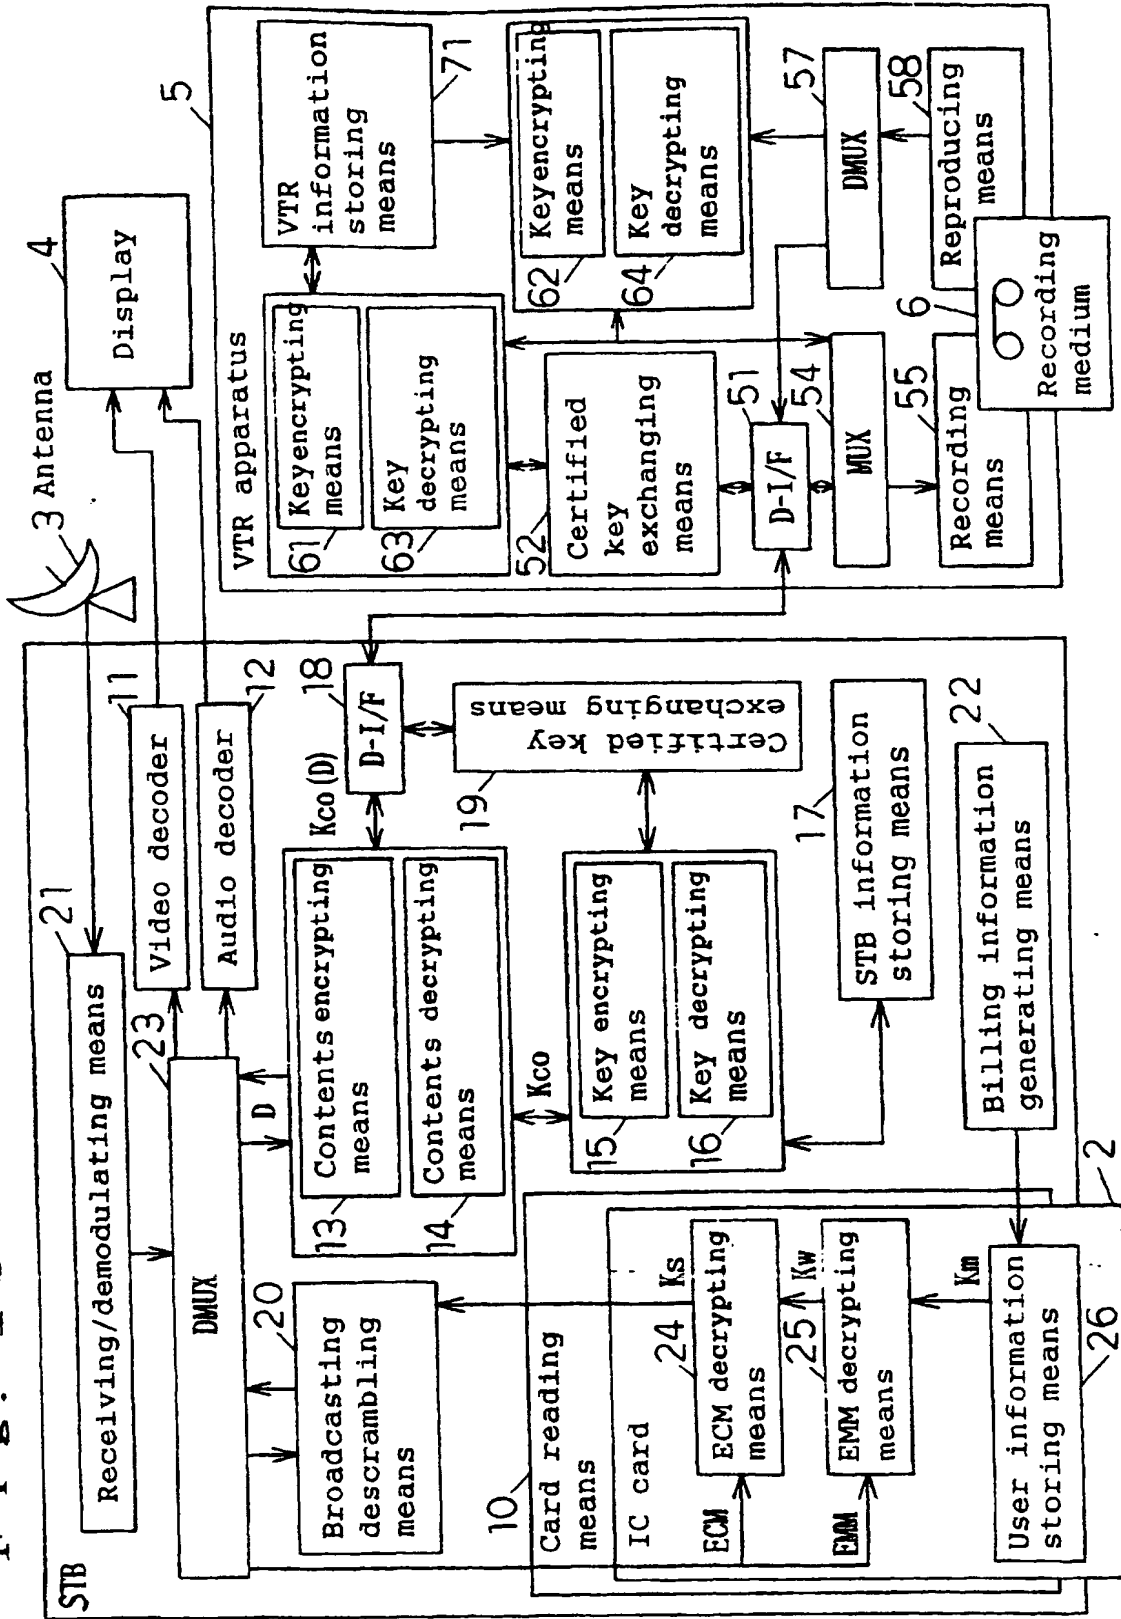 STB
Receiving/demodulating means
21
DMUX
23
Video decoder
11
Audio decoder
12
3 Antenna
Display
4
Broadcasting
descrambling
means
20
D
Contents encrypting
means
13
Contents decrypting
means
14
Kco(D)
D-I/F
18
Certified key
exchanging means
19
Kco
Key encrypting
means
15
Key decrypting
means
16
STB information
storing means
17
Billing information
generating means
22
Card reading
means
10
IC card
2
ECM
ECM decrypting
means
24
Ks
EMM
EMM decrypting
means
25
Kw
Km
User information
storing means
26
VTR apparatus
5
Keyencrypting
means
61
Key
decrypting
means
63
VTR
information
storing
means
71
Certified
key
exchanging
means
52
Keyencrypting
means
62
Key
decrypting
means
64
D-I/F
51
MUX
54
DMUX
57
Recording
means
55
Reproducing
means
58
6
Recording
medium